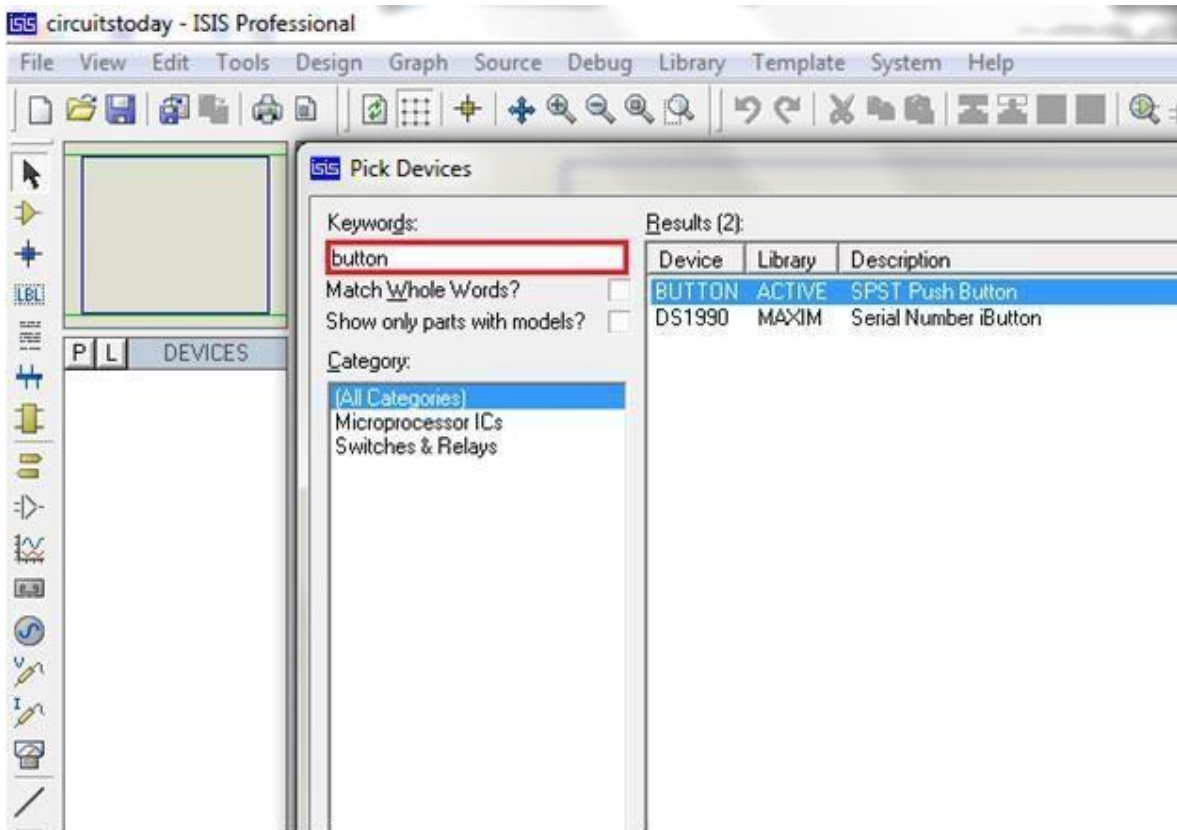 isis circuitstoday - ISIS Professional
File View Edit Tools Design Graph Source Debug Library Template System Help
isis Pick Devices
Keywords:
button
Match Whole Words?
Show only parts with models?
Category:
(All Categories)
Microprocessor ICs
Switches & Relays
Results (2):
Device Library Description
BUTTON ACTIVE SPST Push Button
DS1990 MAXIM Serial Number iButton
LBL
P L DEVICES
V
I